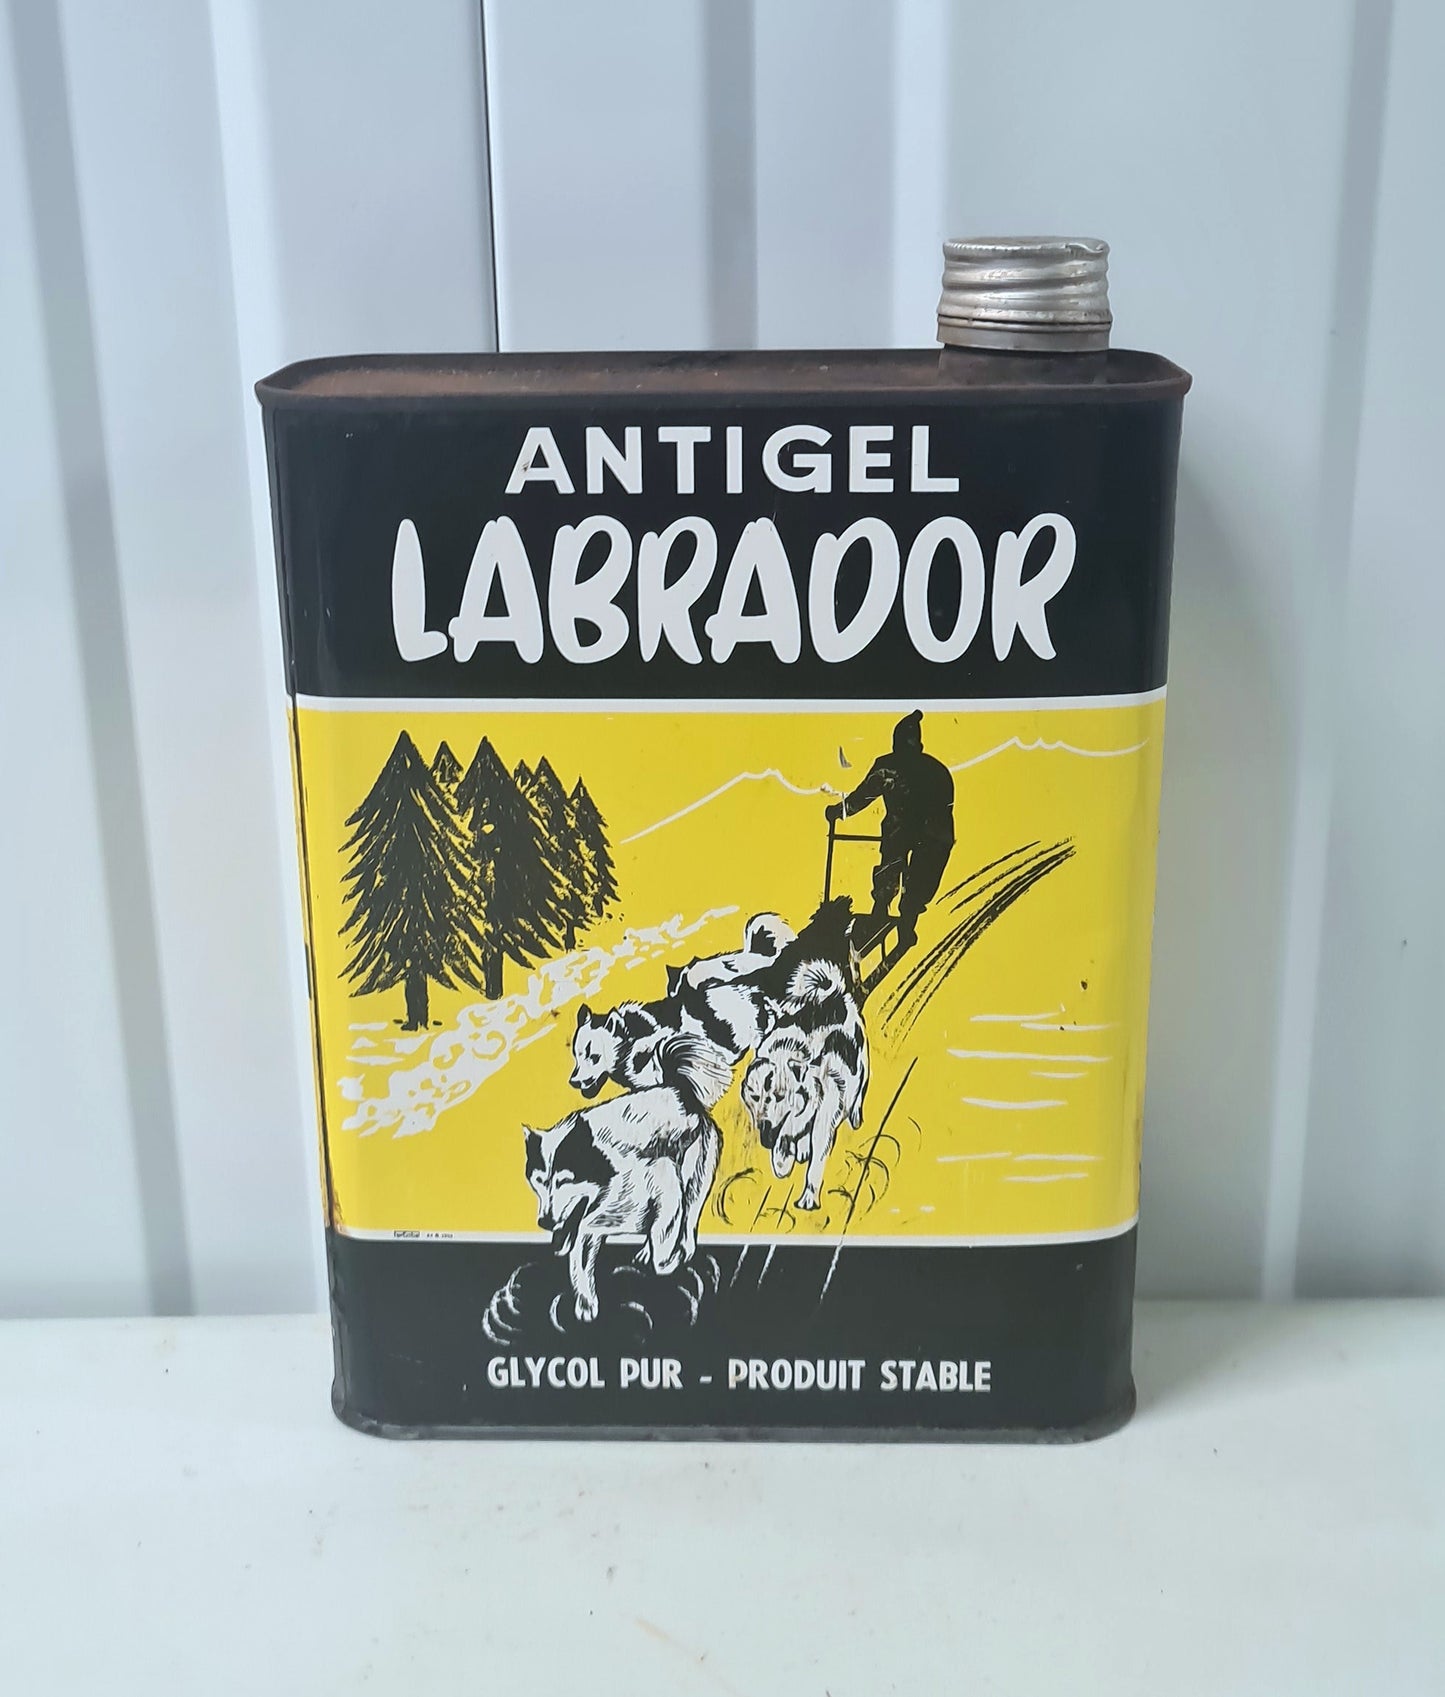 ANTIGEL
LABRADOR
GLYCOL PUR - PRODUIT STABLE